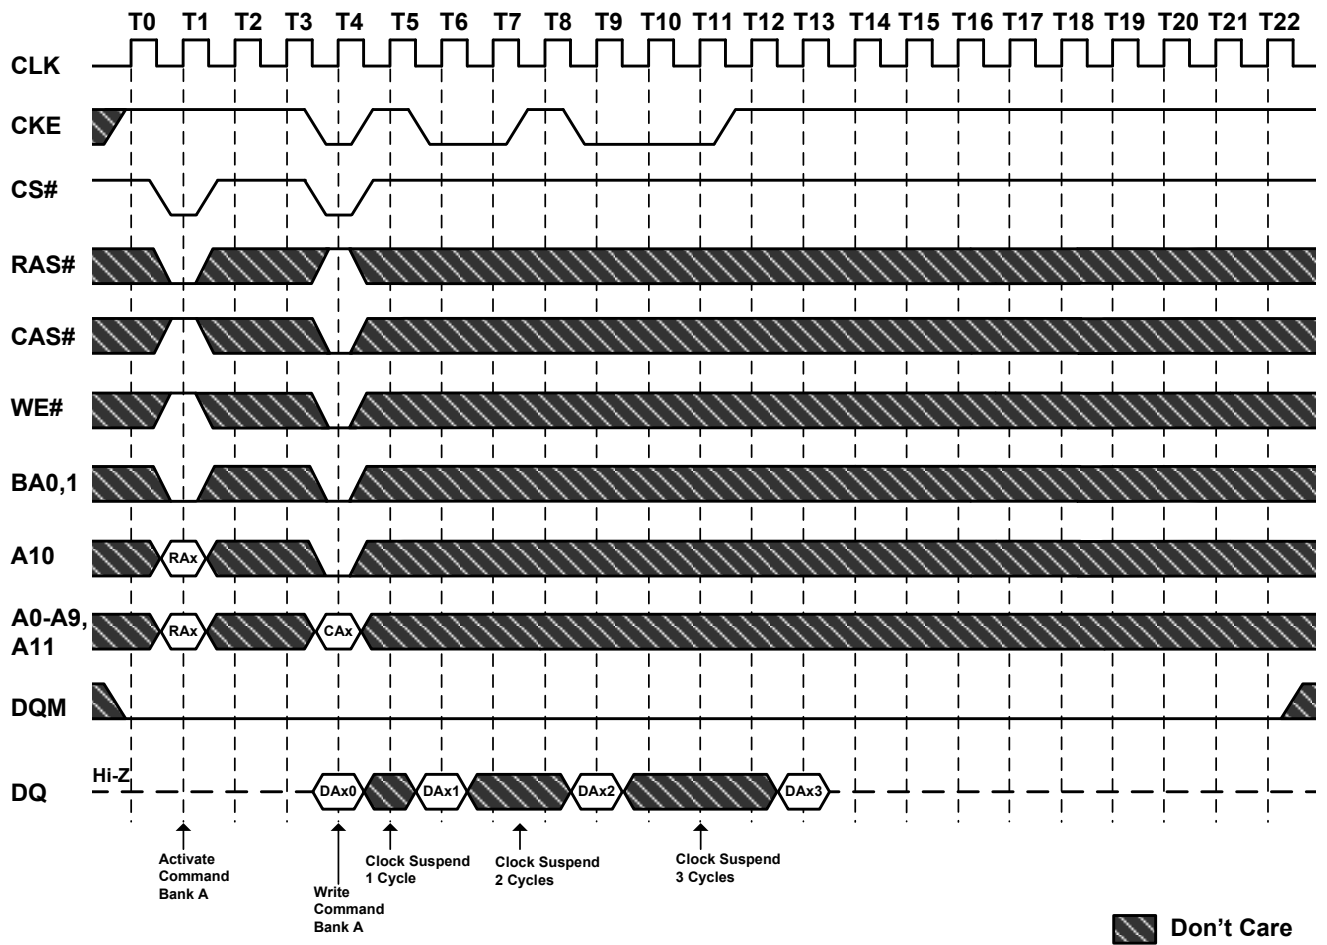 T0 T1 T2 T3 T4 T5 T6 T7 T8 T9 T10 T11 T12 T13 T14 T15 T16 T17 T18 T19 T20 T21 T22
CLK
CKE
CS#
RAS#
CAS#
WE#
BA0,1
A10
RAx
A0-A9,
A11
RAx
CAx
DQM
Hi-Z
DQ
DAx0
DAx1
DAx2
DAx3
Activate
Command
Bank A
Write
Command
Bank A
Clock Suspend
1 Cycle
Clock Suspend
2 Cycles
Clock Suspend
3 Cycles
Don't Care